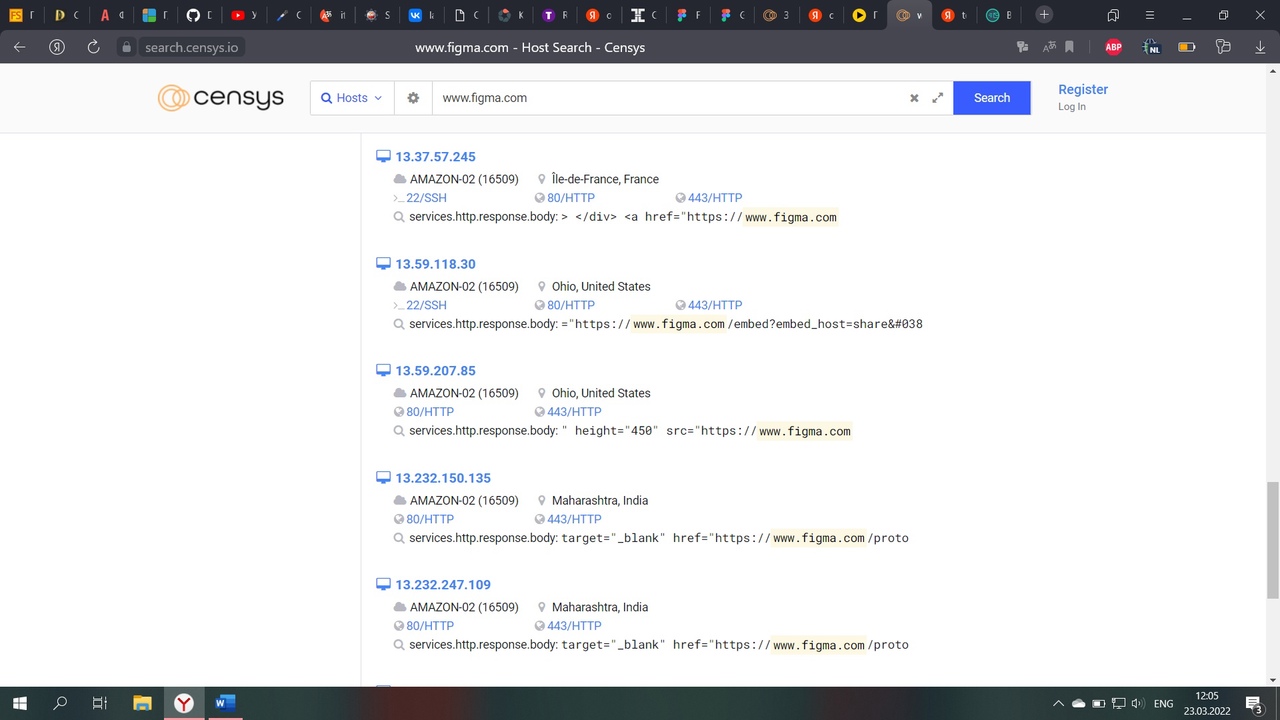 www.figma.com - Host Search - Censys
search.censys.io
ABP
NL
censys
Hosts
www.figma.com
Search
Register
Log In
13.37.57.245
AMAZON-02 (16509) Île-de-France, France
22/SSH 80/HTTP 443/HTTP
services.http.response.body: > </div> <a href="https://www.figma.com
13.59.118.30
AMAZON-02 (16509) Ohio, United States
22/SSH 80/HTTP 443/HTTP
services.http.response.body: ="https://www.figma.com/embed?embed_host=share&#038
13.59.207.85
AMAZON-02 (16509) Ohio, United States
80/HTTP 443/HTTP
services.http.response.body: " height="450" src="https://www.figma.com
13.232.150.135
AMAZON-02 (16509) Maharashtra, India
80/HTTP 443/HTTP
services.http.response.body: target="_blank" href="https://www.figma.com/proto
13.232.247.109
AMAZON-02 (16509) Maharashtra, India
80/HTTP 443/HTTP
services.http.response.body: target="_blank" href="https://www.figma.com/proto
ENG
12:05
23.03.2022
3